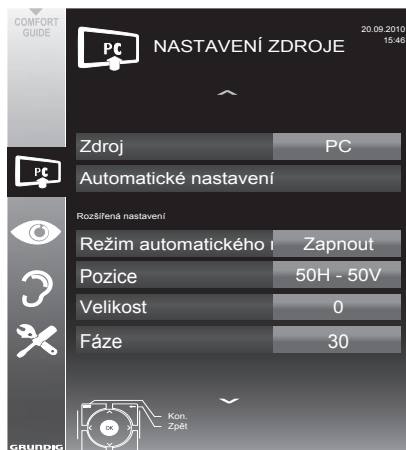 COMFORT
GUIDE
PC
NASTAVENÍ ZDROJE
20.09.2010
15:46
Zdroj PC
PC
Automatické nastavení
Rozšířená nastavení
Režim automatického Zapnout
Pozice 50H - 50V
Velikost 0
Fáze 30
Kon.
OK
Zpět
GRUNDIG